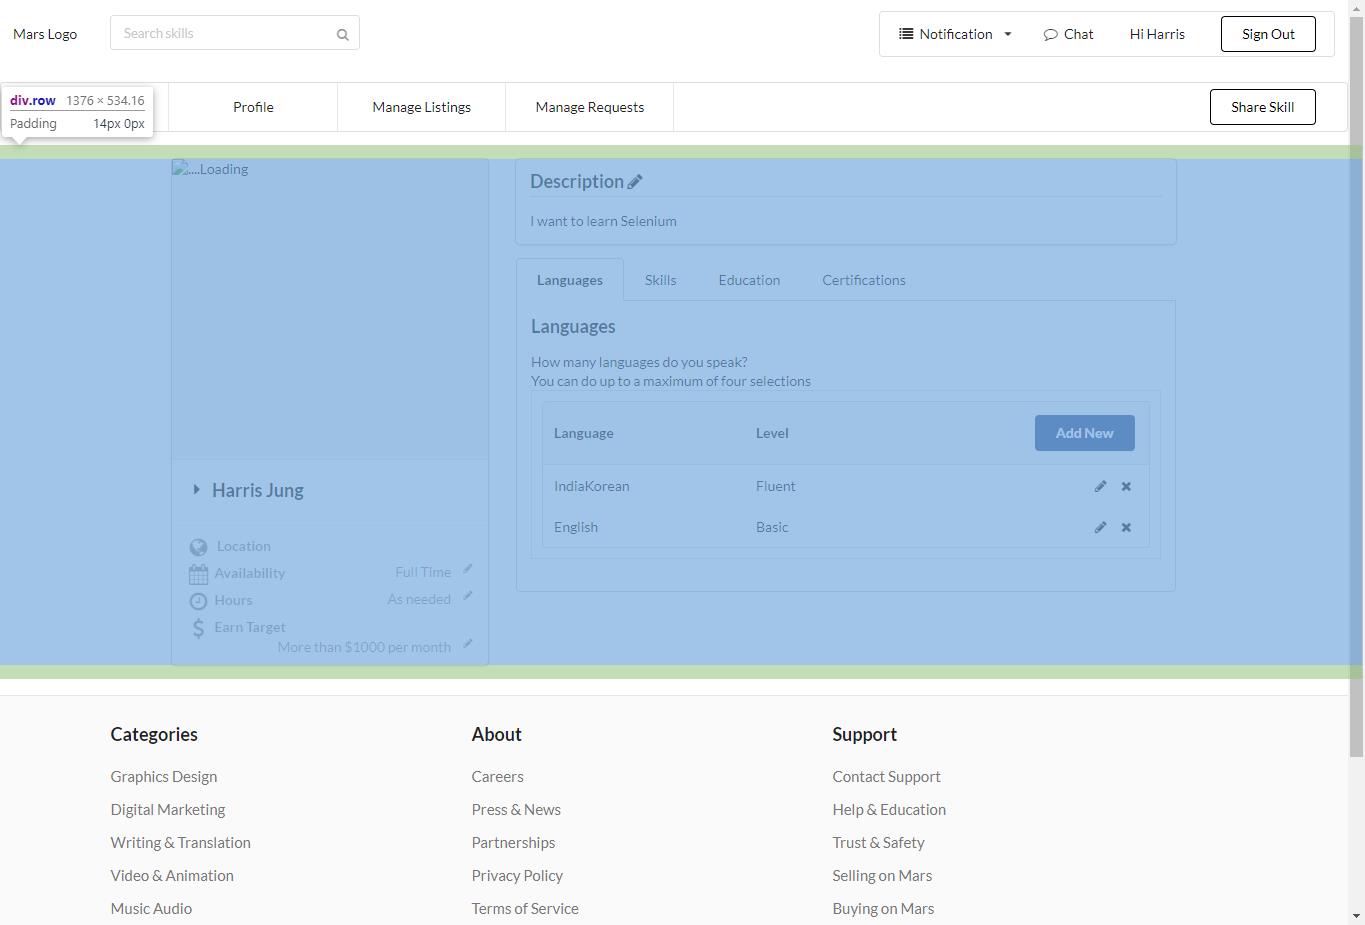 Mars Logo
Search skills
Notification
Chat
Hi Harris
Sign Out
div.row 1376 × 534.16
Padding 14px 0px
Profile
Manage Listings
Manage Requests
Share Skill
....Loading
Description
I want to learn Selenium
Languages
Skills
Education
Certifications
Languages
How many languages do you speak?
You can do up to a maximum of four selections
Language Level Add New
IndiaKorean Fluent
English Basic
Harris Jung
Location
Availability Full Time
Hours As needed
Earn Target
More than $1000 per month
Categories
Graphics Design
Digital Marketing
Writing & Translation
Video & Animation
Music Audio
About
Careers
Press & News
Partnerships
Privacy Policy
Terms of Service
Support
Contact Support
Help & Education
Trust & Safety
Selling on Mars
Buying on Mars